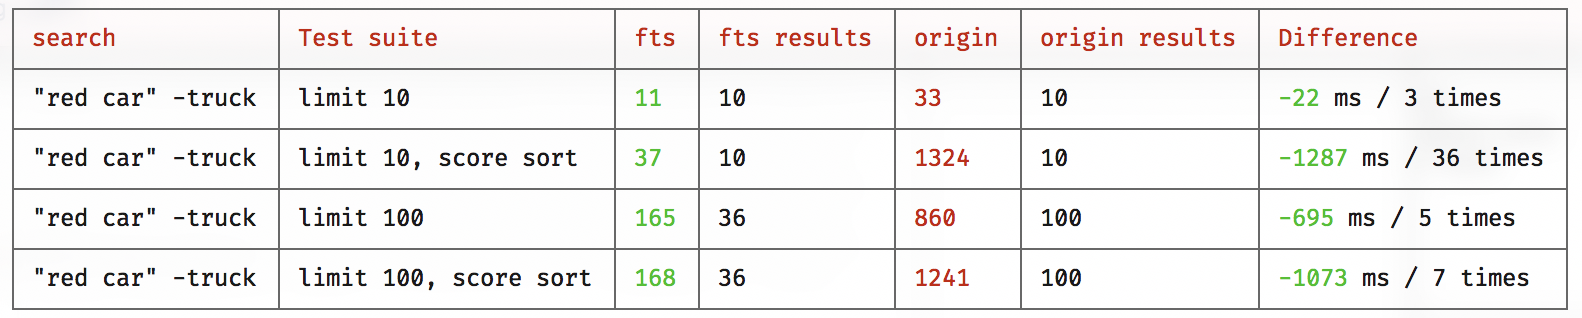 search Test suite fts fts results origin origin results Difference
"red car" -truck limit 10 11 10 33 10 -22 ms / 3 times
"red car" -truck limit 10, score sort 37 10 1324 10 -1287 ms / 36 times
"red car" -truck limit 100 165 36 860 100 -695 ms / 5 times
"red car" -truck limit 100, score sort 168 36 1241 100 -1073 ms / 7 times